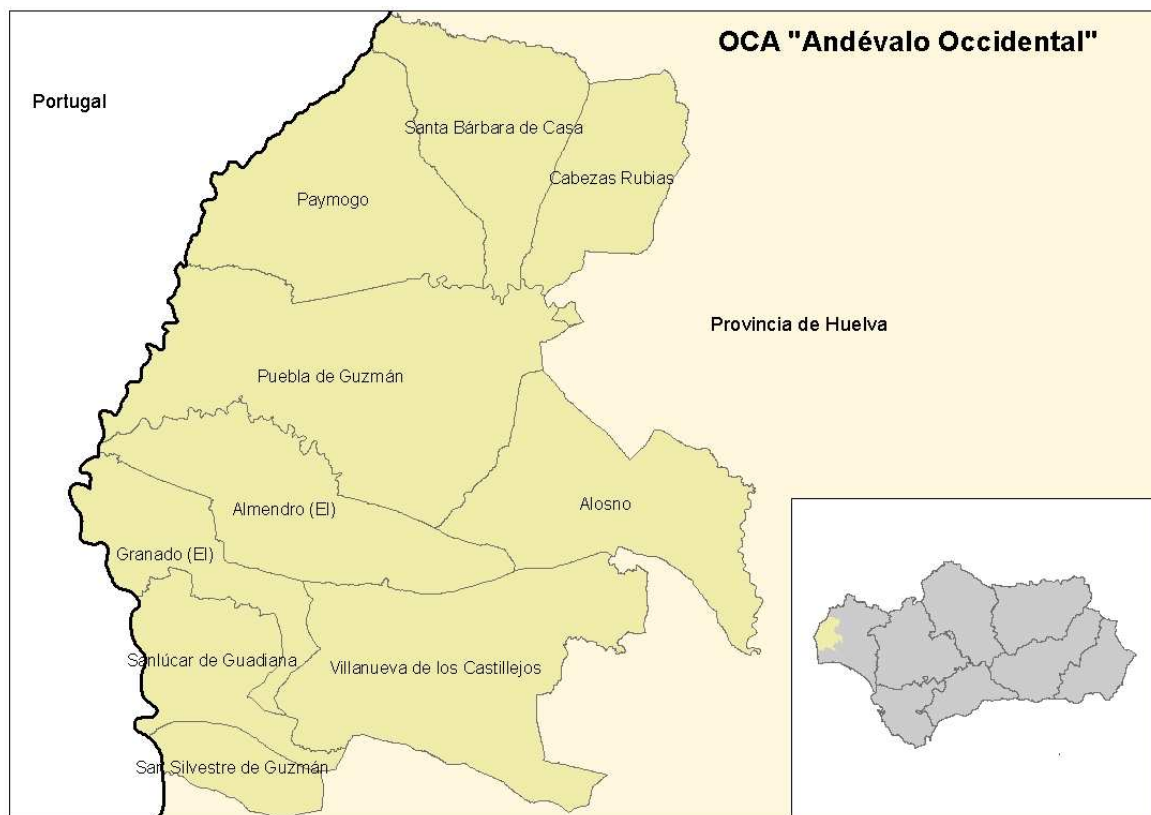 OCA "Andévalo Occidental"
Portugal
Santa Bárbara de Casa
Cabezas Rubias
Paymogo
Provincia de Huelva
Puebla de Guzmán
Alosno
Almendro (El)
Granado (El)
Sanlúcar de Guadiana
Villanueva de los Castillejos
San Silvestre de Guzmán